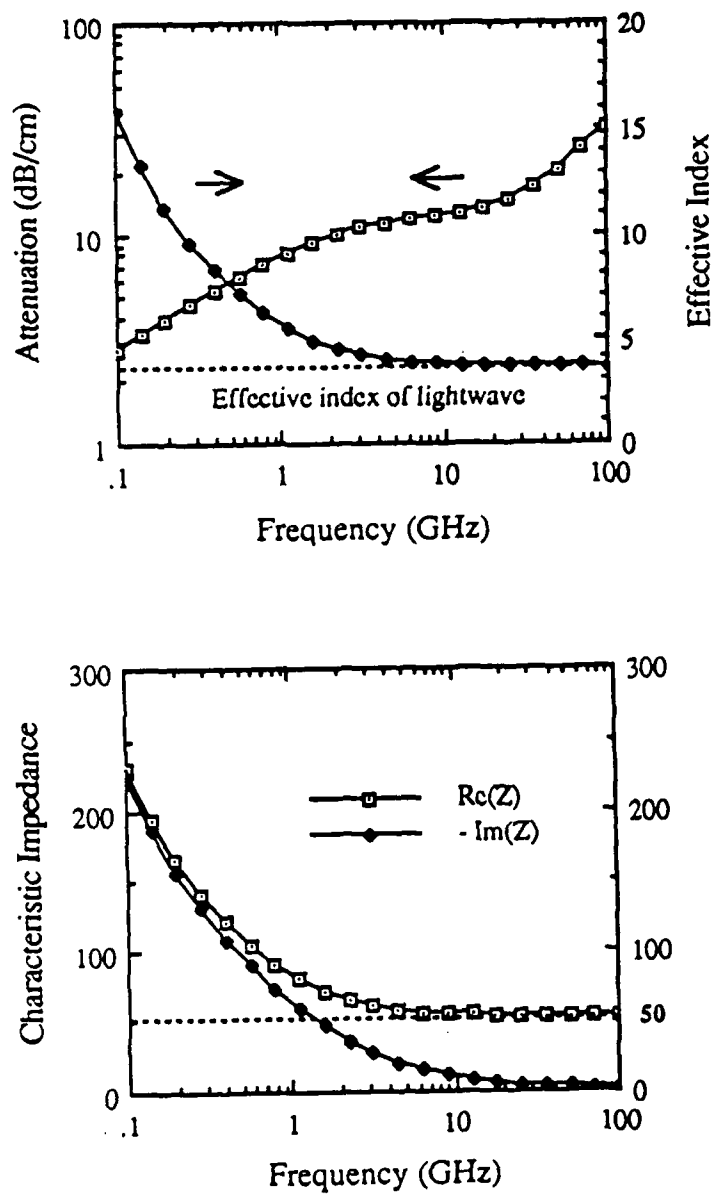 100
10
1
Attenuation (dB/cm)
20
15
10
5
0
Effective Index
Effective index of lightwave
.1 1 10 100
Frequency (GHz)
300
200
100
0
Characteristic Impedance
Re(Z)
- Im(Z)
300
200
100
50
0
.1 1 10 100
Frequency (GHz)